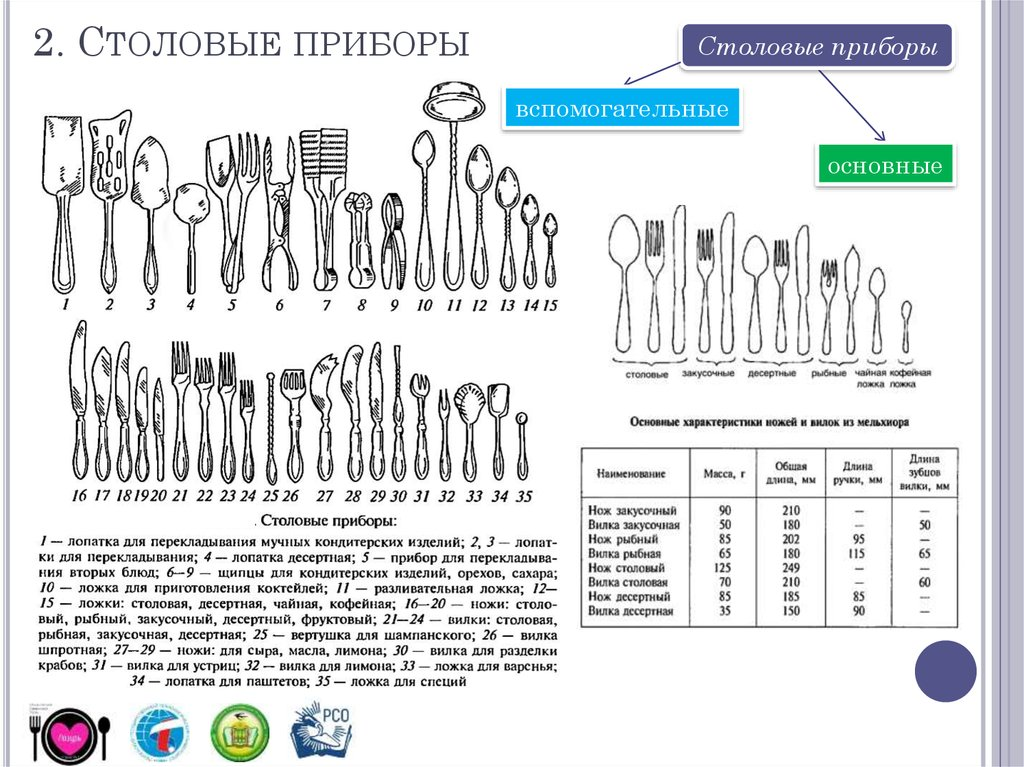 2. Столовые приборы
Столовые приборы
вспомогательные
основные
1 2 3 4 5 6 7 8 9 10 11 12 13 14 15
16 17 18 19 20 21 22 23 24 25 26 27 28 29 30 31 32 33 34 35
Столовые приборы:
1 — лопатка для перекладывания мучных кондитерских изделий; 2, 3 — лопат-
ки для перекладывания; 4 — лопатка десертная; 5 — прибор для перекладыва-
ния вторых блюд; 6—9 — щипцы для кондитерских изделий, орехов, сахара;
10 — ложка для приготовления коктейлей; 11 — разливательная ложка; 12—
15 — ложки: столовая, десертная, чайная, кофейная; 16—20 — ножи: столо-
вый, рыбный, закусочный, десертный, фруктовый; 21—24 — вилки: столовая,
рыбная, закусочная, десертная; 25 — вертушка для шампанского; 26 — вилка
шпротная; 27—29 — ножи: для сыра, масла, лимона; 30 — вилка для разделки
крабов; 31 — вилка для устриц; 32 — вилка для лимона; 33 — ложка для варенья;
34 — лопатка для паштетов; 35 — ложка для специй
столовые закусочные десертные рыбные чайная кофейная
ложка ложка
Основные характеристики ножей и вилок из мельхиора
Наименование Масса, г Общая длина, мм Длина ручки, мм Длина зубцов вилки, мм
Нож закусочный 90 210 — —
Вилка закусочная 50 180 — 50
Нож рыбный 85 202 95 —
Вилка рыбная 65 180 115 65
Нож столовый 125 249 — —
Вилка столовая 70 210 — 60
Нож десертный 85 185 85 —
Вилка десертная 35 150 90 —
Лазурь
РСО